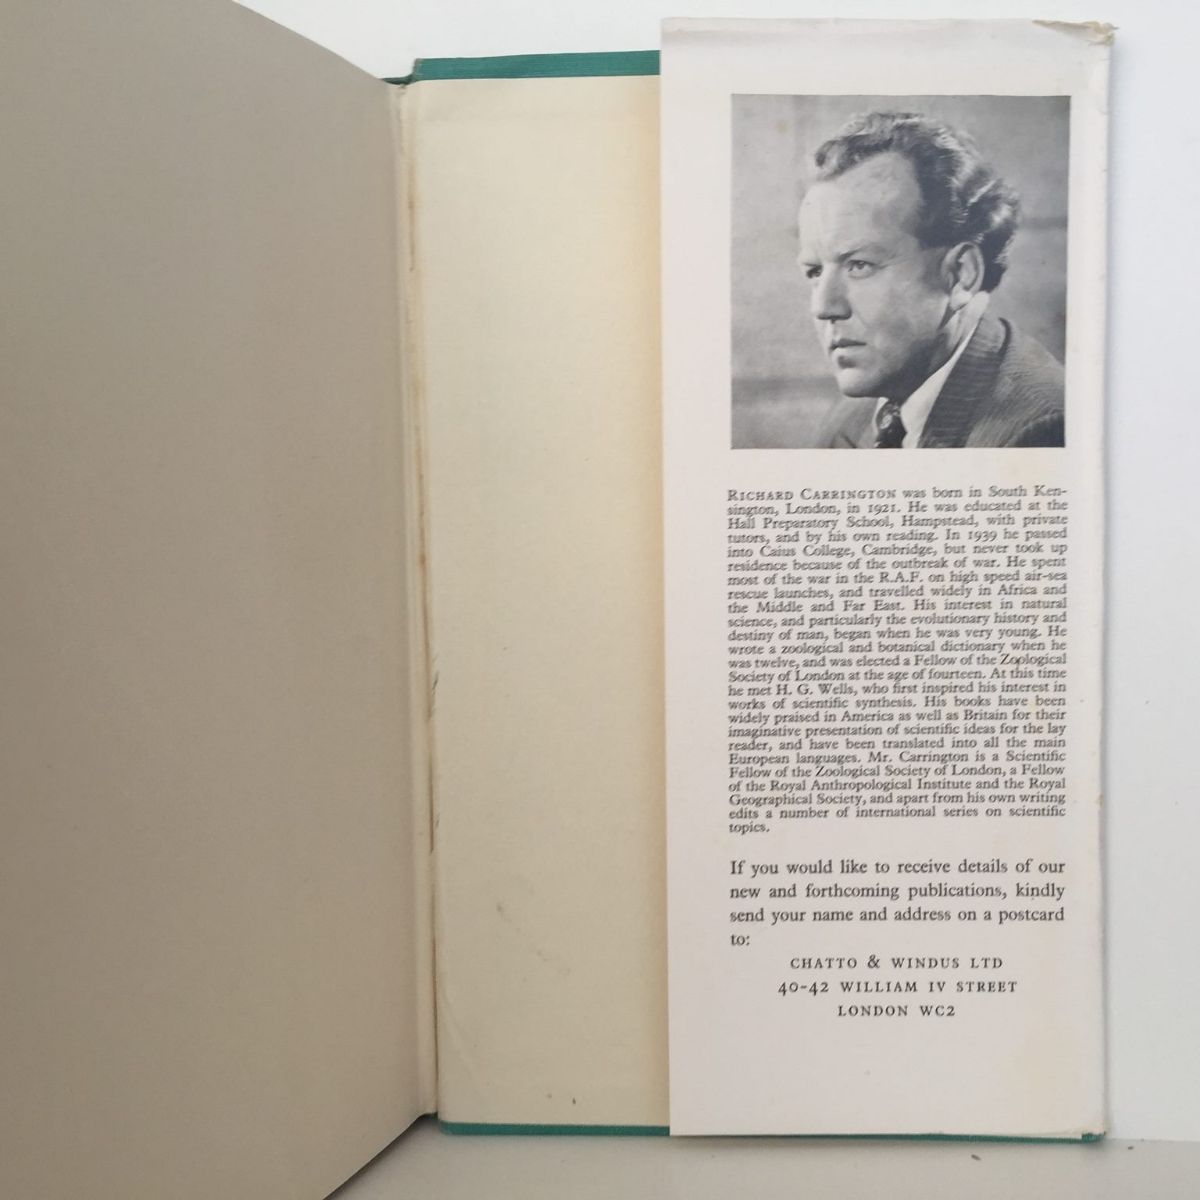 RICHARD CARRINGTON was born in South Ken-
sington, London, in 1921. He was educated at the
Hall Preparatory School, Hampstead, with private
tutors, and by his own reading. In 1939 he passed
into Caius College, Cambridge, but never took up
residence because of the outbreak of war. He spent
most of the war in the R.A.F. on high speed air-sea
rescue launches, and travelled widely in Africa and
the Middle and Far East. His interest in natural
science, and particularly the evolutionary history and
destiny of man, began when he was very young. He
wrote a zoological and botanical dictionary when he
was twelve, and was elected a Fellow of the Zoological
Society of London at the age of fourteen. At this time
he met H. G. Wells, who first inspired his interest in
works of scientific synthesis. His books have been
widely praised in America as well as Britain for their
imaginative presentation of scientific ideas for the lay
reader, and have been translated into all the main
European languages. Mr. Carrington is a Scientific
Fellow of the Zoological Society of London, a Fellow
of the Royal Anthropological Institute and the Royal
Geographical Society, and apart from his own writing
edits a number of international series on scientific
topics.
If you would like to receive details of our
new and forthcoming publications, kindly
send your name and address on a postcard
to:
CHATTO & WINDUS LTD
40-42 WILLIAM IV STREET
LONDON WC2